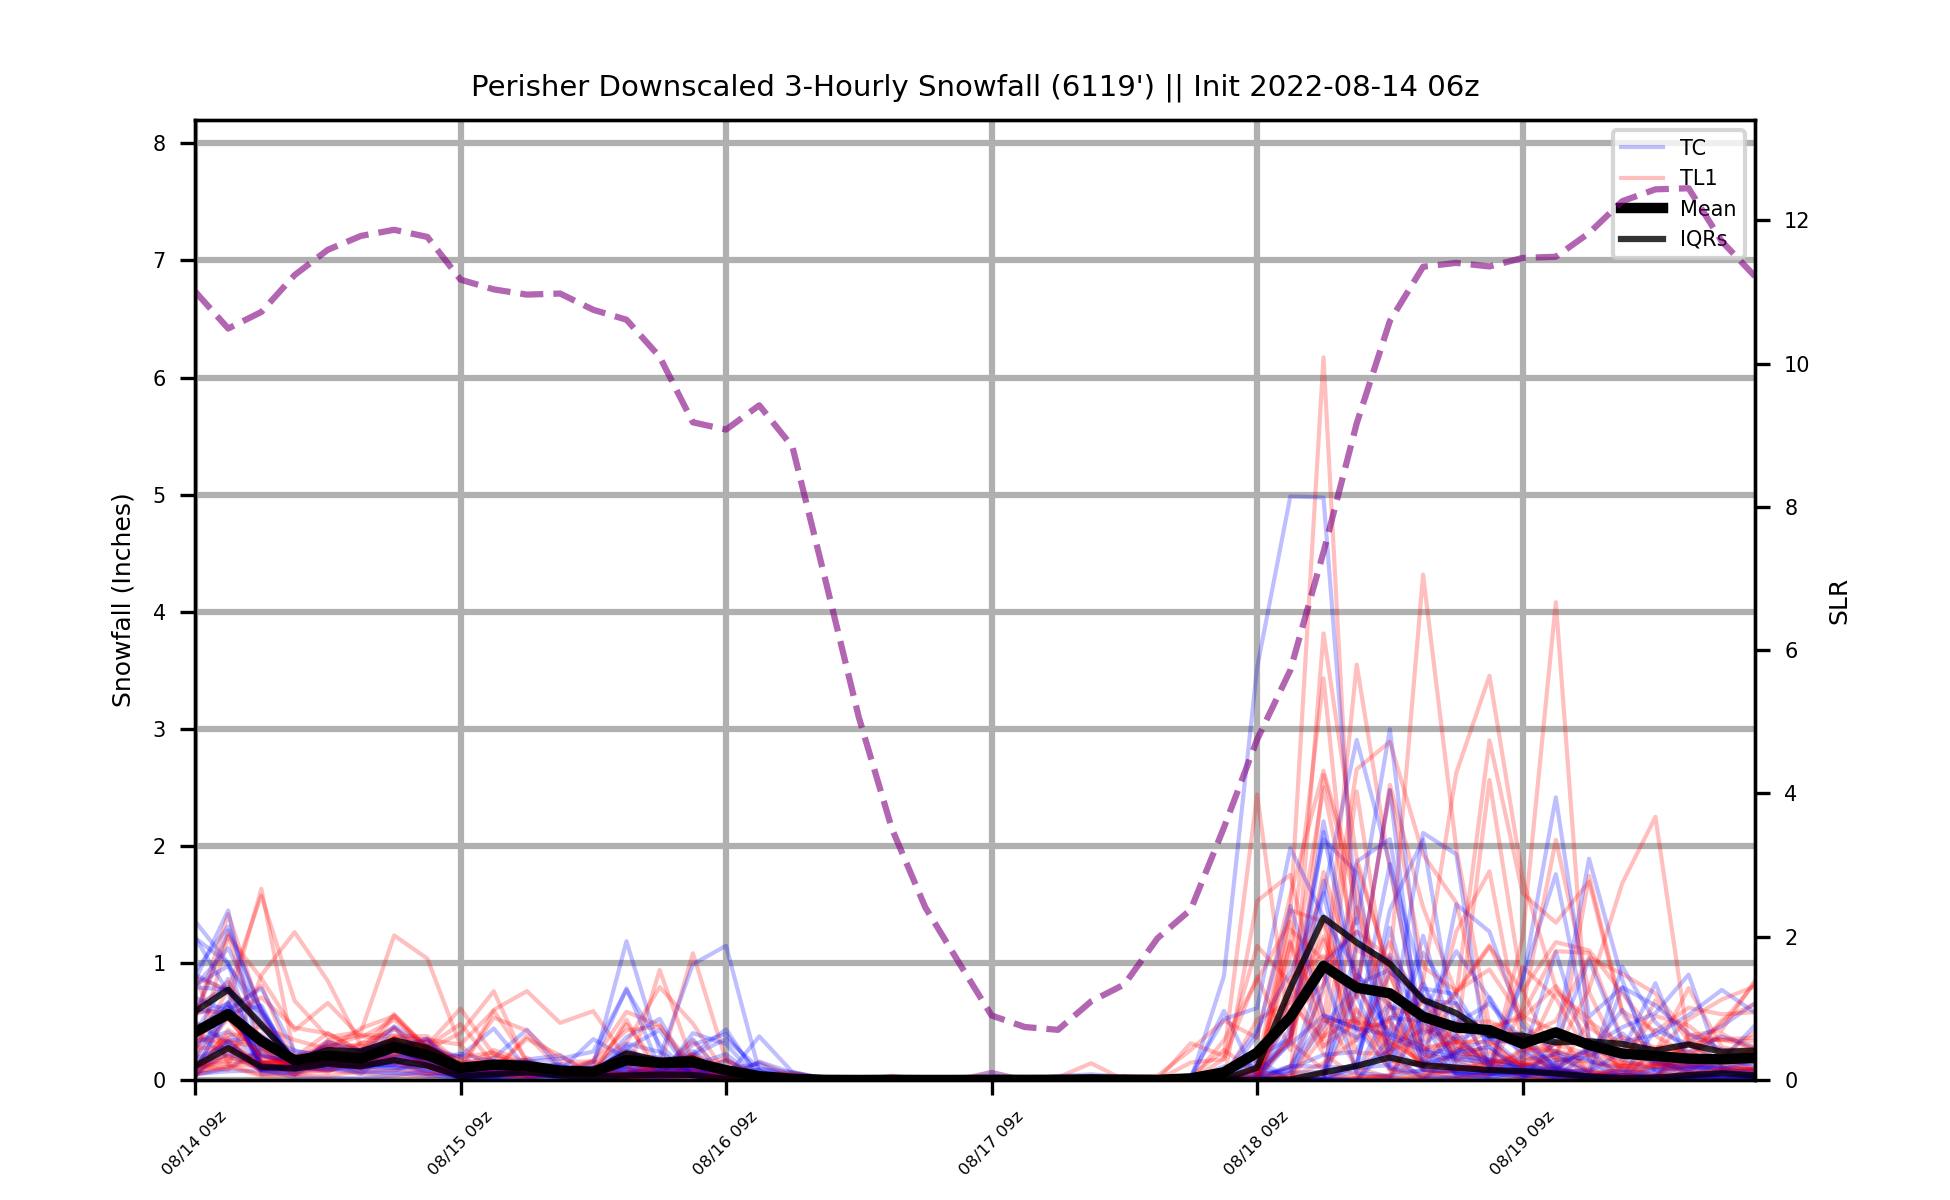 Perisher Downscaled 3-Hourly Snowfall (6119') || Init 2022-08-14 06z
TC
TL1
Mean
IQRs
8
7
6
5
4
3
2
1
0
Snowfall (Inches)
12
10
8
6
4
2
0
SLR
08/14 09z
08/15 09z
08/16 09z
08/17 09z
08/18 09z
08/19 09z